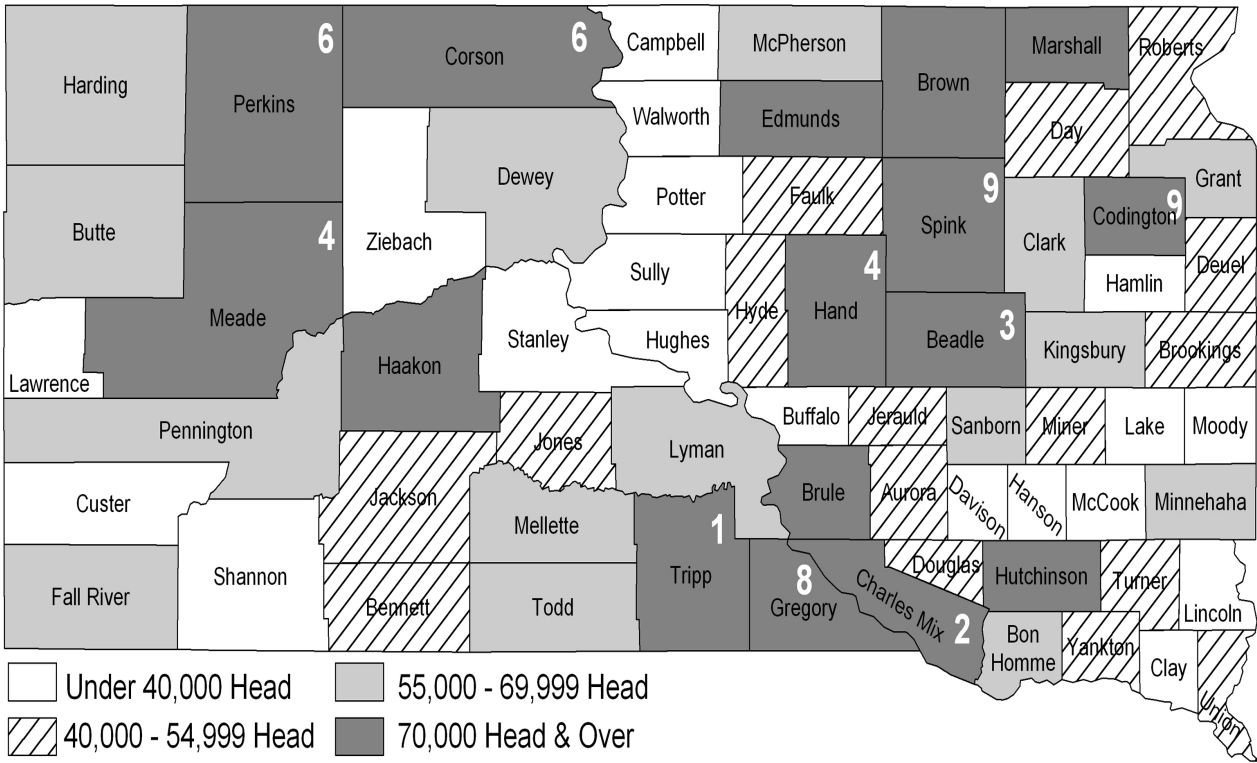 6
6
Campbell
McPherson
Marshall
Roberts
Harding
Corson
Perkins
Brown
Walworth
Edmunds
Day
Dewey
Potter
Faulk
9
9
Grant
Codington
Butte
4
Ziebach
Spink
Clark
Sully
4
Deuel
Hamlin
Meade
Hyde
Hand
3
Stanley
Hughes
Beadle
Kingsbury
Brookings
Haakon
Lawrence
Pennington
Buffalo
Jerauld
Sanborn
Miner
Lake
Moody
Jones
Lyman
Custer
Jackson
Brule
Aurora
Davison
Hanson
McCook
Minnehaha
Mellette
1
Shannon
Tripp
8
Douglas
Hutchinson
Turner
Fall River
Bennett
Todd
Gregory
Charles Mix
2
Lincoln
Bon
Homme
Yankton
Clay
Union
Under 40,000 Head
55,000 - 69,999 Head
40,000 - 54,999 Head
70,000 Head & Over